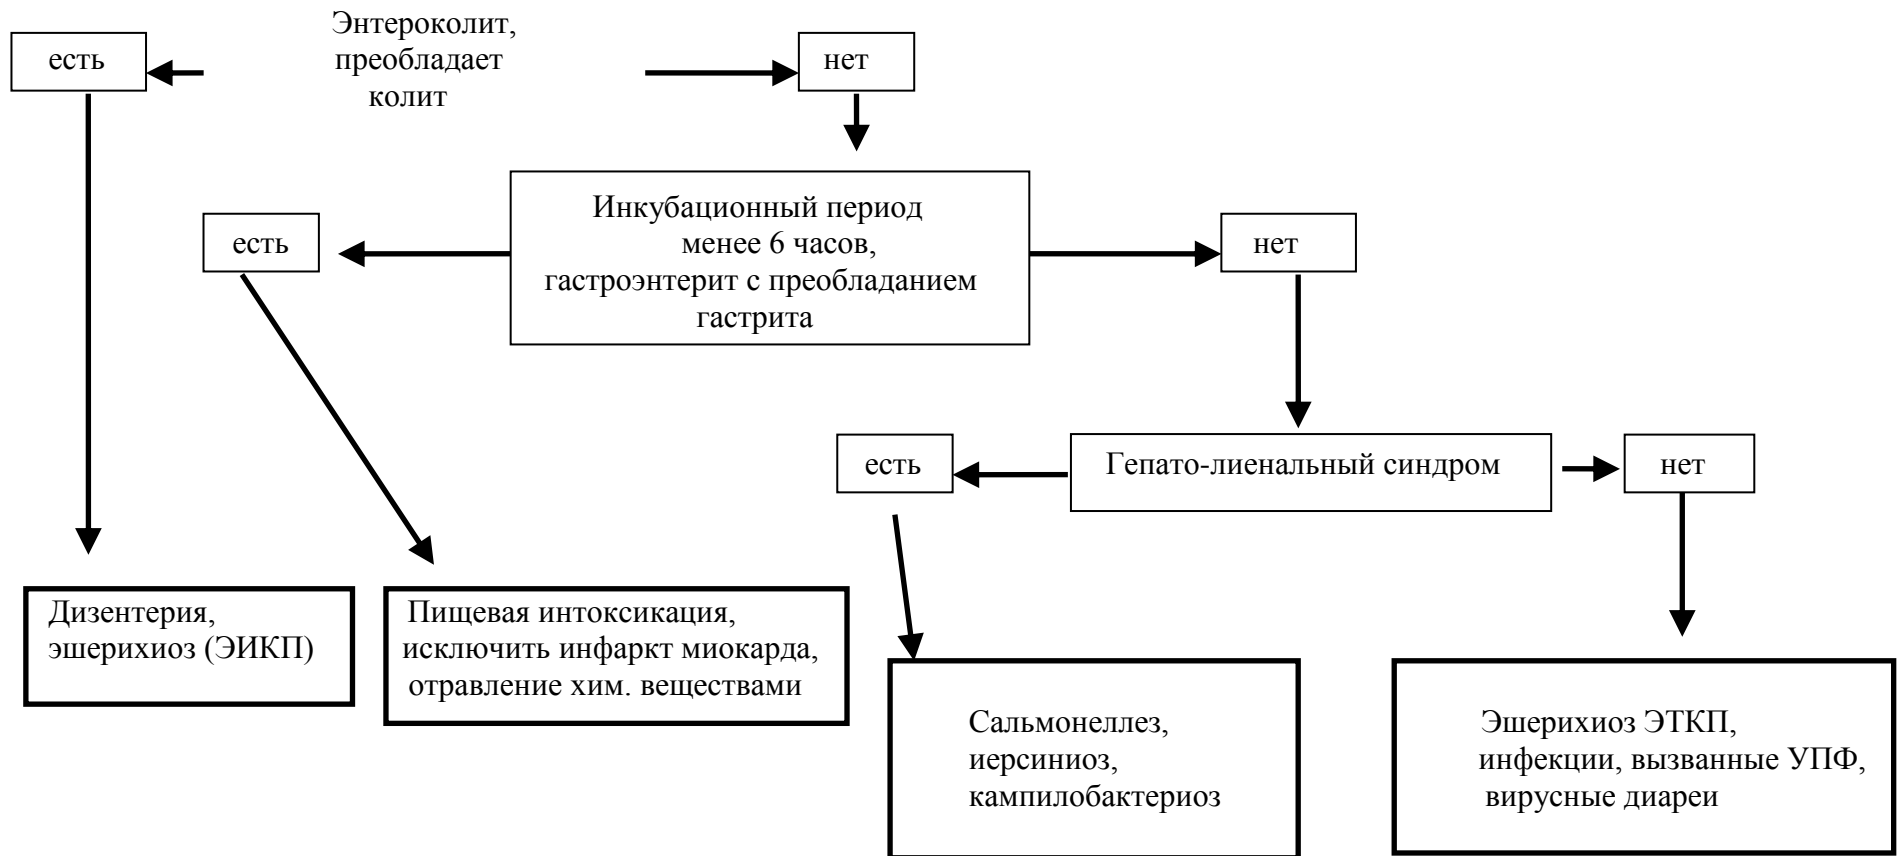 Энтероколит,
преобладает
колит
есть
нет
Инкубационный период
менее 6 часов,
гастроэнтерит с преобладанием
гастрита
есть
нет
Гепато-лиенальный синдром
есть
нет
Дизентерия,
эшерихиоз (ЭИКП)
Пищевая интоксикация,
исключить инфаркт миокарда,
отравление хим. веществами
Сальмонеллез,
иерсиниоз,
кампилобактериоз
Эшерихиоз ЭТКП,
инфекции, вызванные УПФ,
вирусные диареи